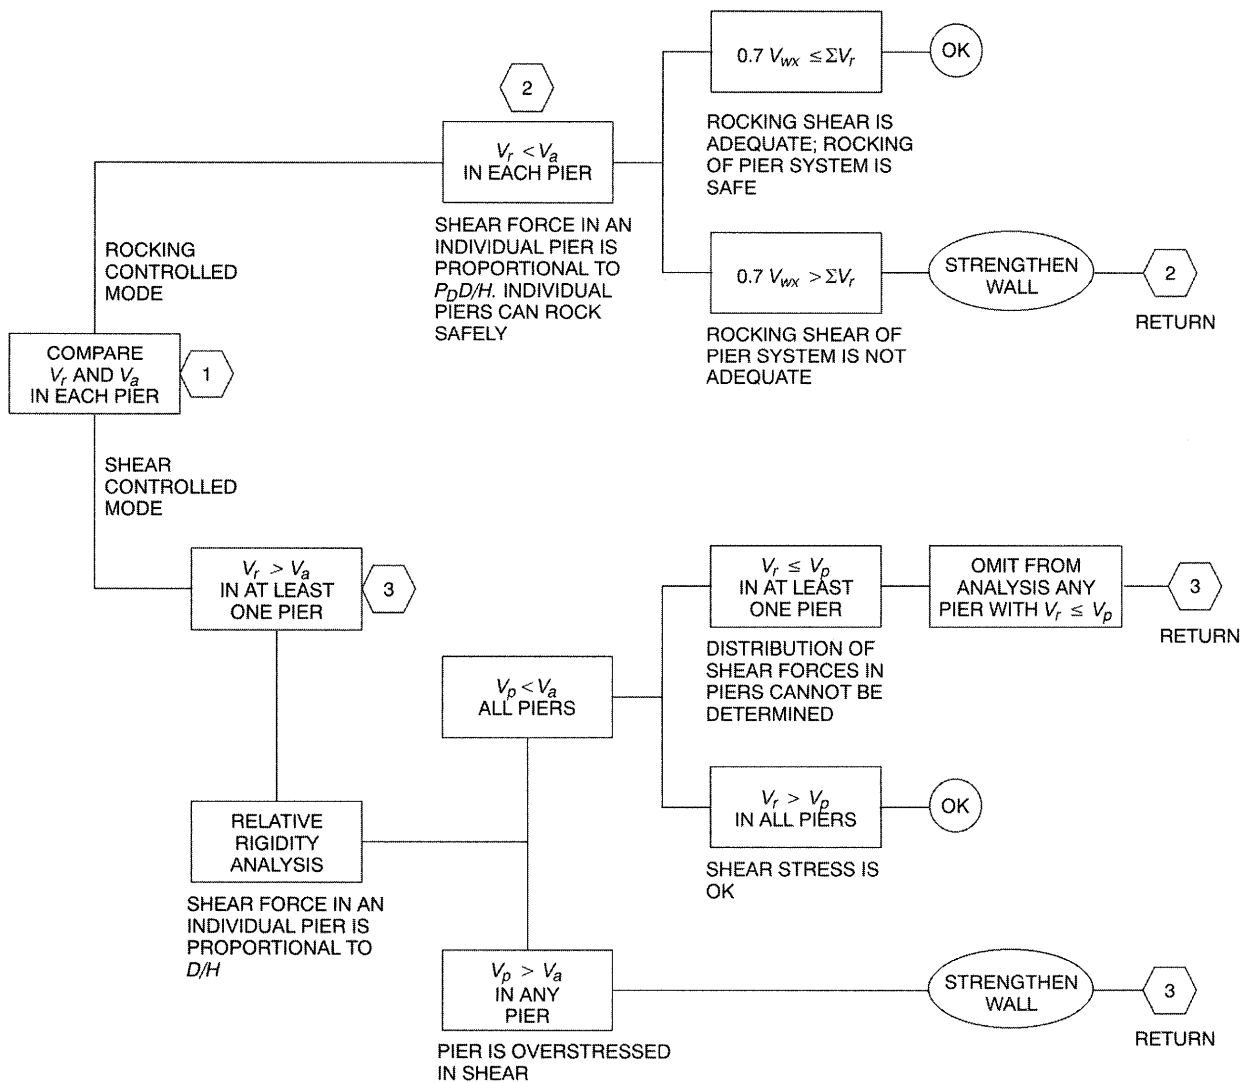 2
V_r < V_a
IN EACH PIER
SHEAR FORCE IN AN
INDIVIDUAL PIER IS
PROPORTIONAL TO
P_D D/H. INDIVIDUAL
PIERS CAN ROCK
SAFELY
0.7 V_wx ≤ ΣV_r
OK
ROCKING SHEAR IS
ADEQUATE; ROCKING
OF PIER SYSTEM IS
SAFE
0.7 V_wx > ΣV_r
STRENGTHEN
WALL
2
RETURN
ROCKING SHEAR OF
PIER SYSTEM IS NOT
ADEQUATE
ROCKING
CONTROLLED
MODE
COMPARE
V_r AND V_a
IN EACH PIER
1
SHEAR
CONTROLLED
MODE
V_r > V_a
IN AT LEAST
ONE PIER
3
RELATIVE
RIGIDITY
ANALYSIS
SHEAR FORCE IN AN
INDIVIDUAL PIER IS
PROPORTIONAL TO
D/H
V_p < V_a
ALL PIERS
V_r ≤ V_p
IN AT LEAST
ONE PIER
OMIT FROM
ANALYSIS ANY
PIER WITH V_r ≤ V_p
3
RETURN
DISTRIBUTION OF
SHEAR FORCES IN
PIERS CANNOT BE
DETERMINED
V_r > V_p
IN ALL PIERS
OK
SHEAR STRESS IS
OK
V_p > V_a
IN ANY
PIER
STRENGTHEN
WALL
3
RETURN
PIER IS OVERSTRESSED
IN SHEAR